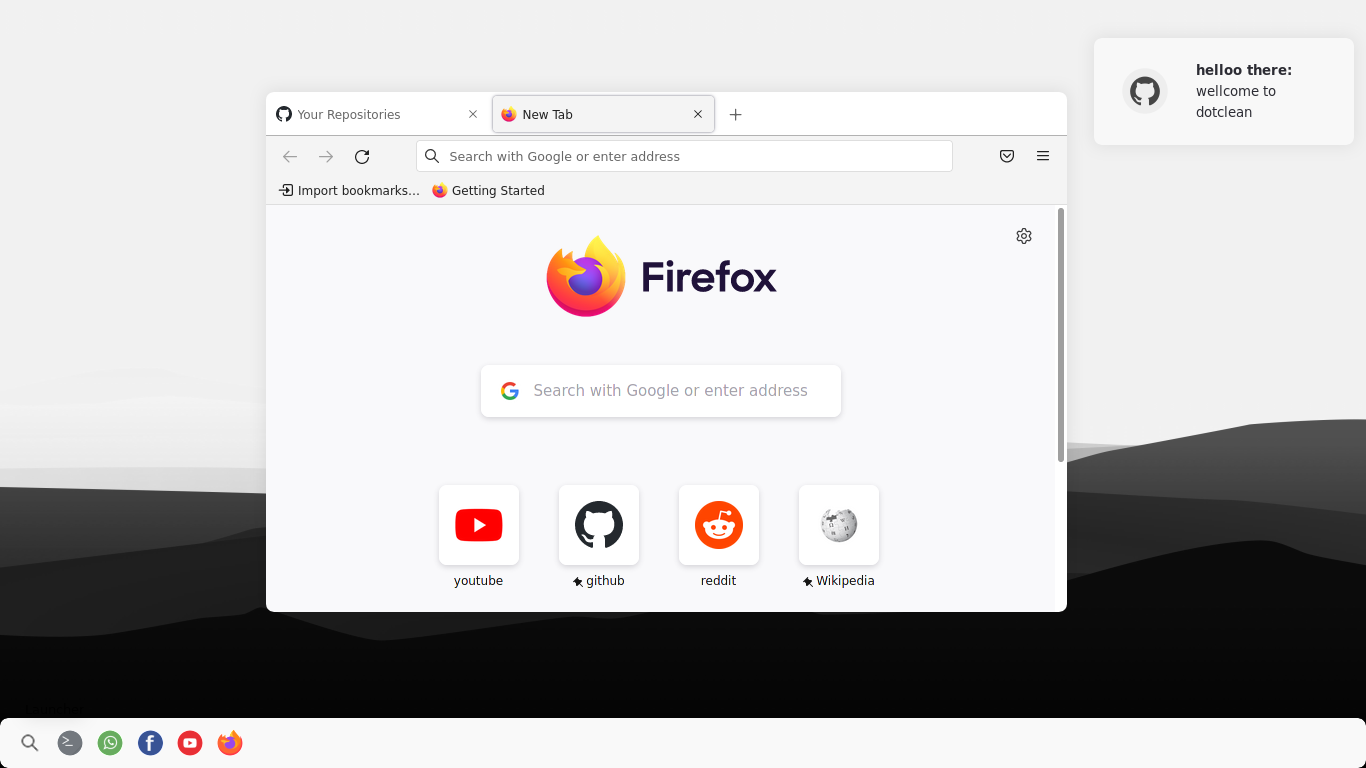 helloo there:
wellcome to
dotclean
Your Repositories
New Tab
Search with Google or enter address
Import bookmarks...
Getting Started
Firefox
Search with Google or enter address
youtube
github
reddit
Wikipedia